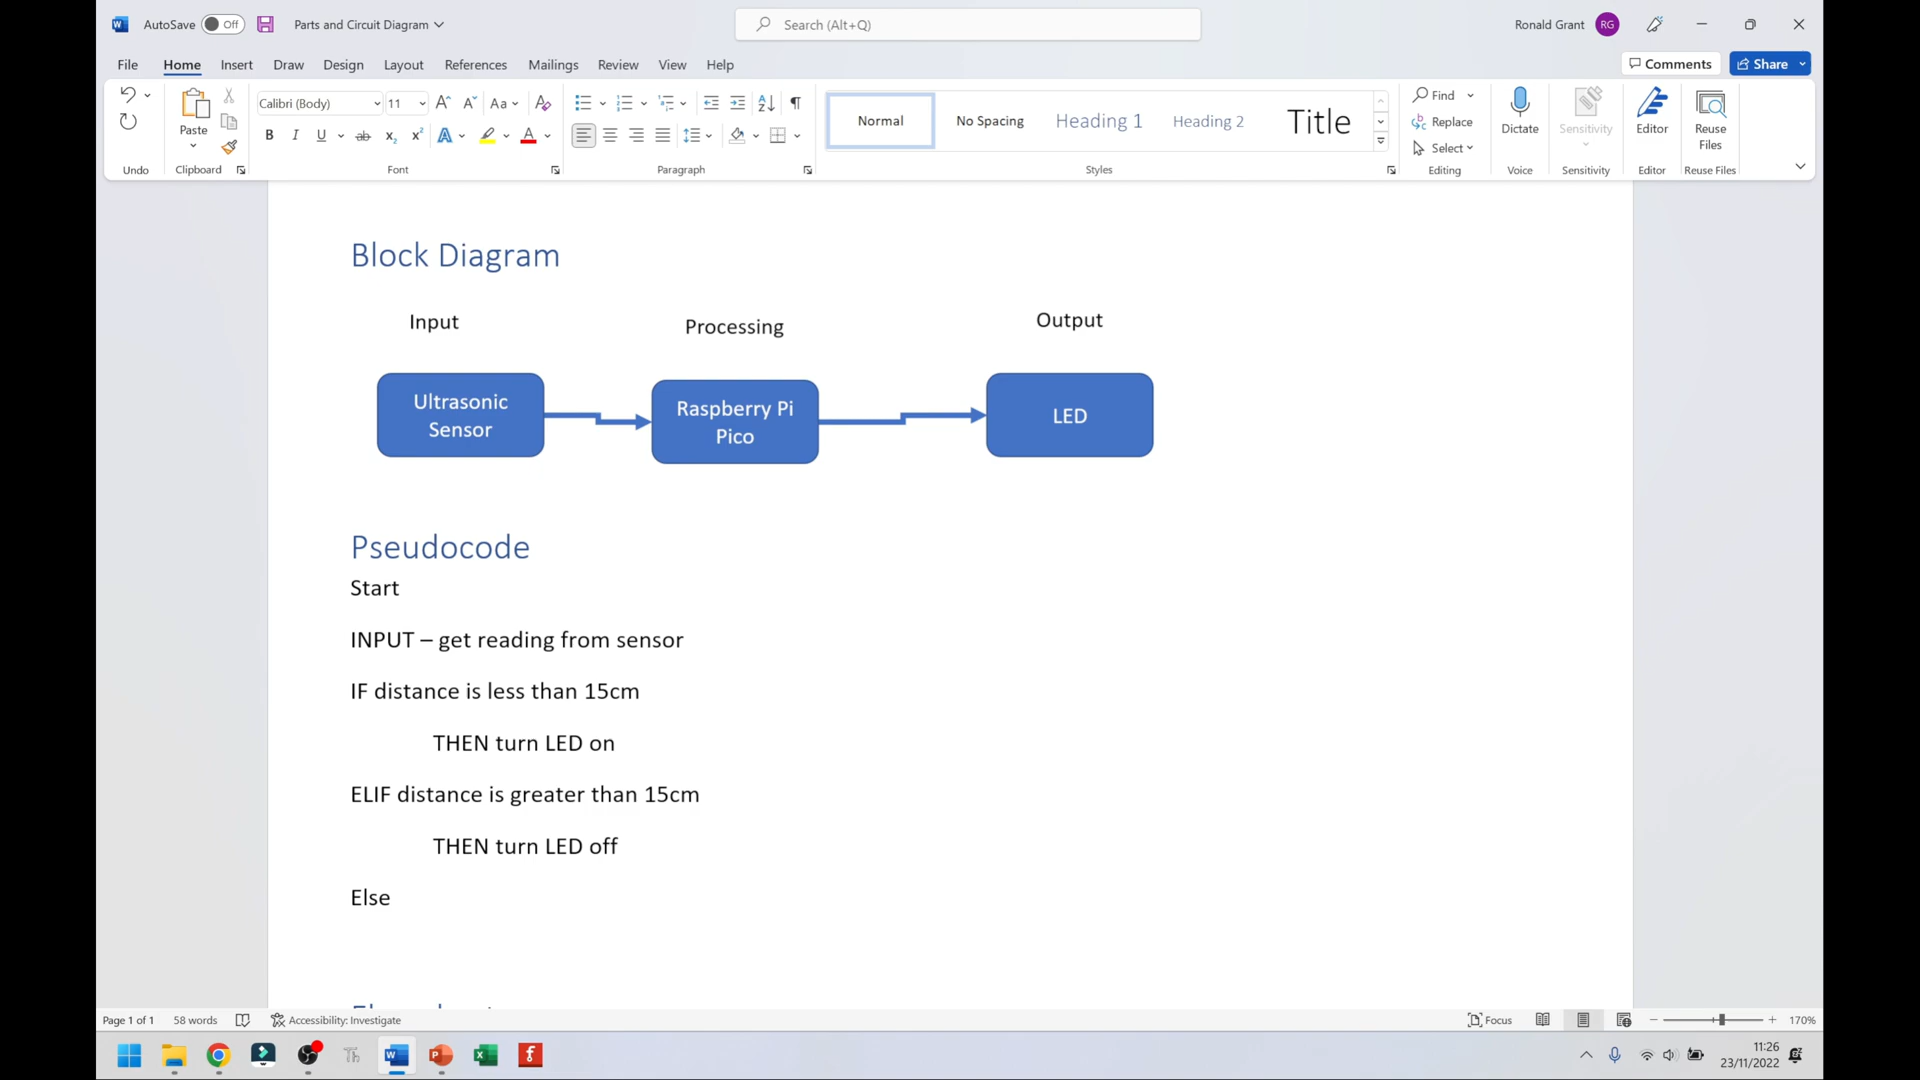 AutoSave Off Parts and Circuit Diagram Search (Alt+Q) Ronald Grant RG
File Home Insert Draw Design Layout References Mailings Review View Help Comments Share
Calibri (Body) 11 Aa
Paste
B I U ab x₂ x² A A
Normal No Spacing Heading 1 Heading 2 Title
Find
Replace
Select
Dictate Sensitivity Editor Reuse Files
Undo Clipboard Font Paragraph Styles Editing Voice Sensitivity Editor Reuse Files
Block Diagram
Input Processing Output
Ultrasonic
Sensor
Raspberry Pi
Pico
LED
Pseudocode
Start
INPUT – get reading from sensor
IF distance is less than 15cm
THEN turn LED on
ELIF distance is greater than 15cm
THEN turn LED off
Else
Page 1 of 1 58 words Accessibility: Investigate Focus 170%
11:26
23/11/2022